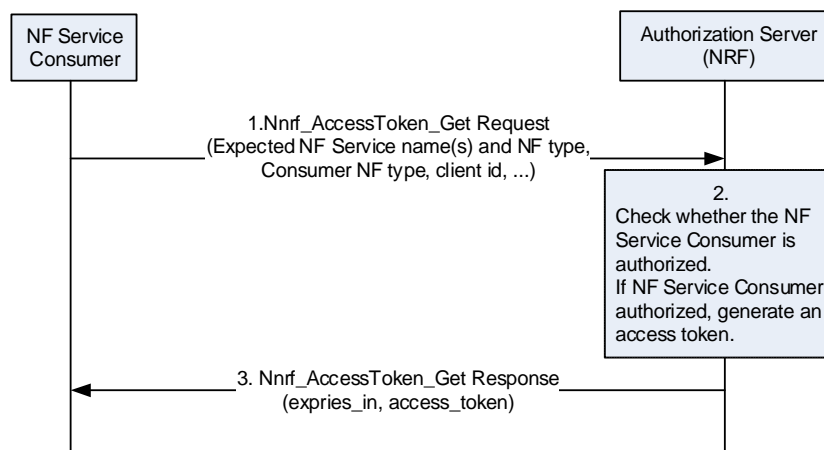 NF Service
Consumer
Authorization Server
(NRF)
1.Nnrf_AccessToken_Get Request
(Expected NF Service name(s) and NF type,
Consumer NF type, client id, ...)
2.
Check whether the NF
Service Consumer is
authorized.
If NF Service Consumer
authorized, generate an
access token.
3. Nnrf_AccessToken_Get Response
(expries_in, access_token)